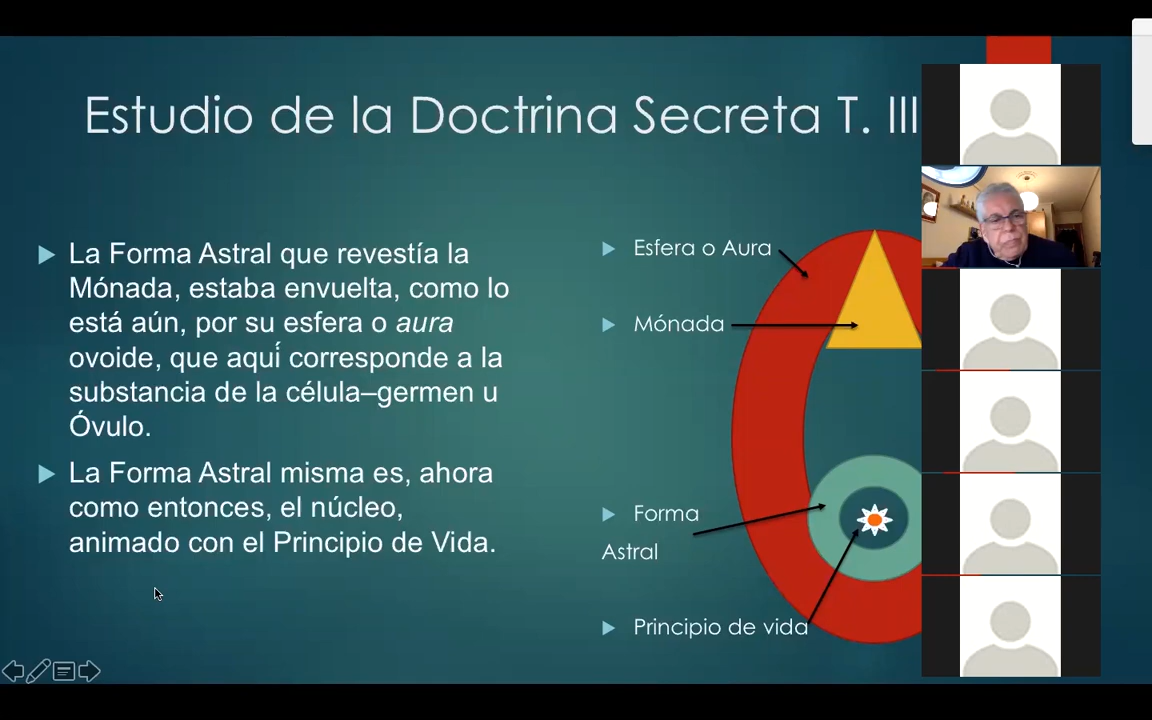 Estudio de la Doctrina Secreta T. III
La Forma Astral que revestía la
Mónada, estaba envuelta, como lo
está aún, por su esfera o aura
ovoide, que aquí corresponde a la
substancia de la célula–germen u
Óvulo.
La Forma Astral misma es, ahora
como entonces, el núcleo,
animado con el Principio de Vida.
Esfera o Aura
Mónada
Forma
Astral
Principio de vida